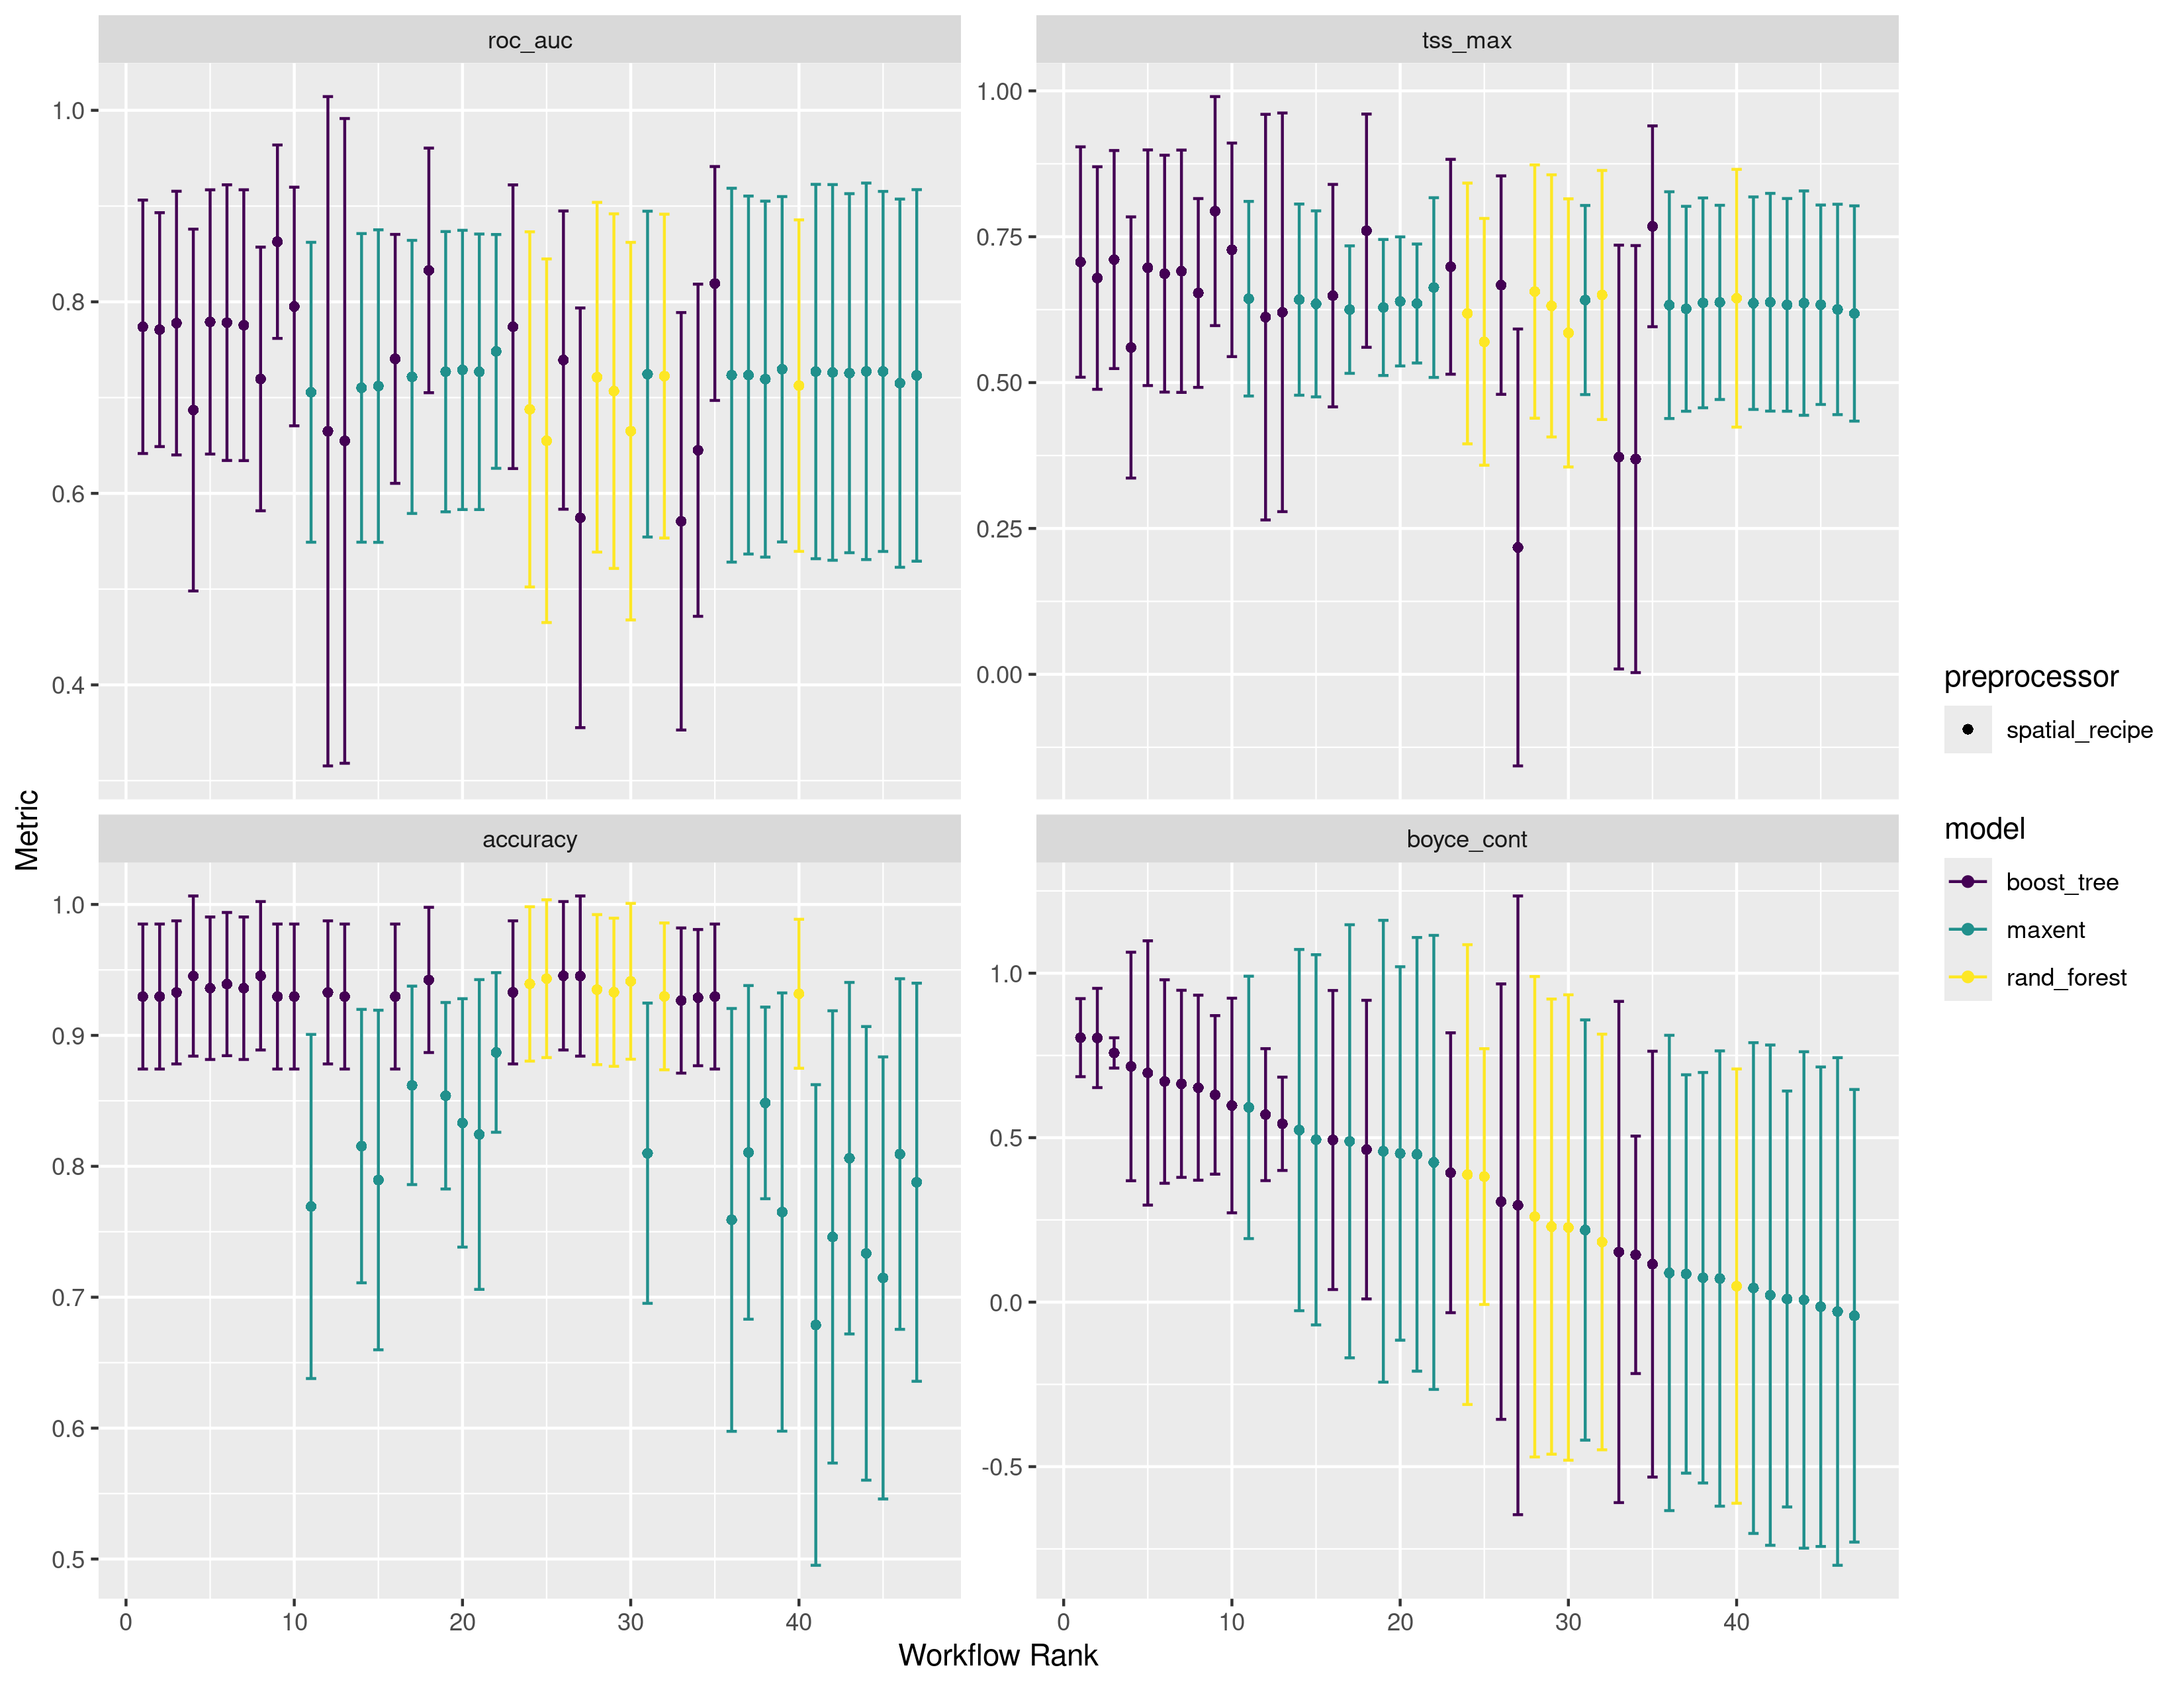 roc_auc
tss_max
1.0
0.8
0.6
0.4
1.00
0.75
0.50
0.25
0.00
accuracy
boyce_cont
1.0
0.9
0.8
0.7
0.6
0.5
1.0
0.5
0.0
-0.5
0 10 20 30 40
0 10 20 30 40
Workflow Rank
Metric
preprocessor
spatial_recipe
model
boost_tree
maxent
rand_forest